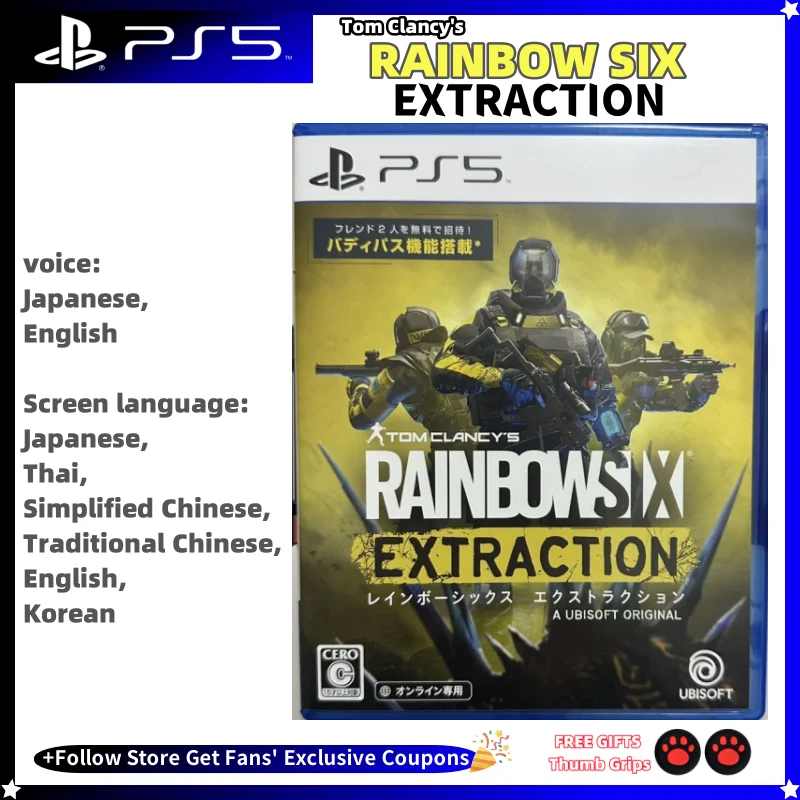 PS5
Tom Clancy's
RAINBOW SIX
EXTRACTION
PS5
フレンド2人を無料で招待!
バディパス機能搭載*
voice:
Japanese,
English
Screen language:
Japanese,
Thai,
Simplified Chinese,
Traditional Chinese,
English,
Korean
TOM CLANCY'S
RAINBOWSIX
EXTRACTION
レインボーシックス エクストラクション
A UBISOFT ORIGINAL
CERO
C
15才以上対象
オンライン専用
UBISOFT
+Follow Store Get Fans' Exclusive Coupons
FREE GIFTS
Thumb Grips